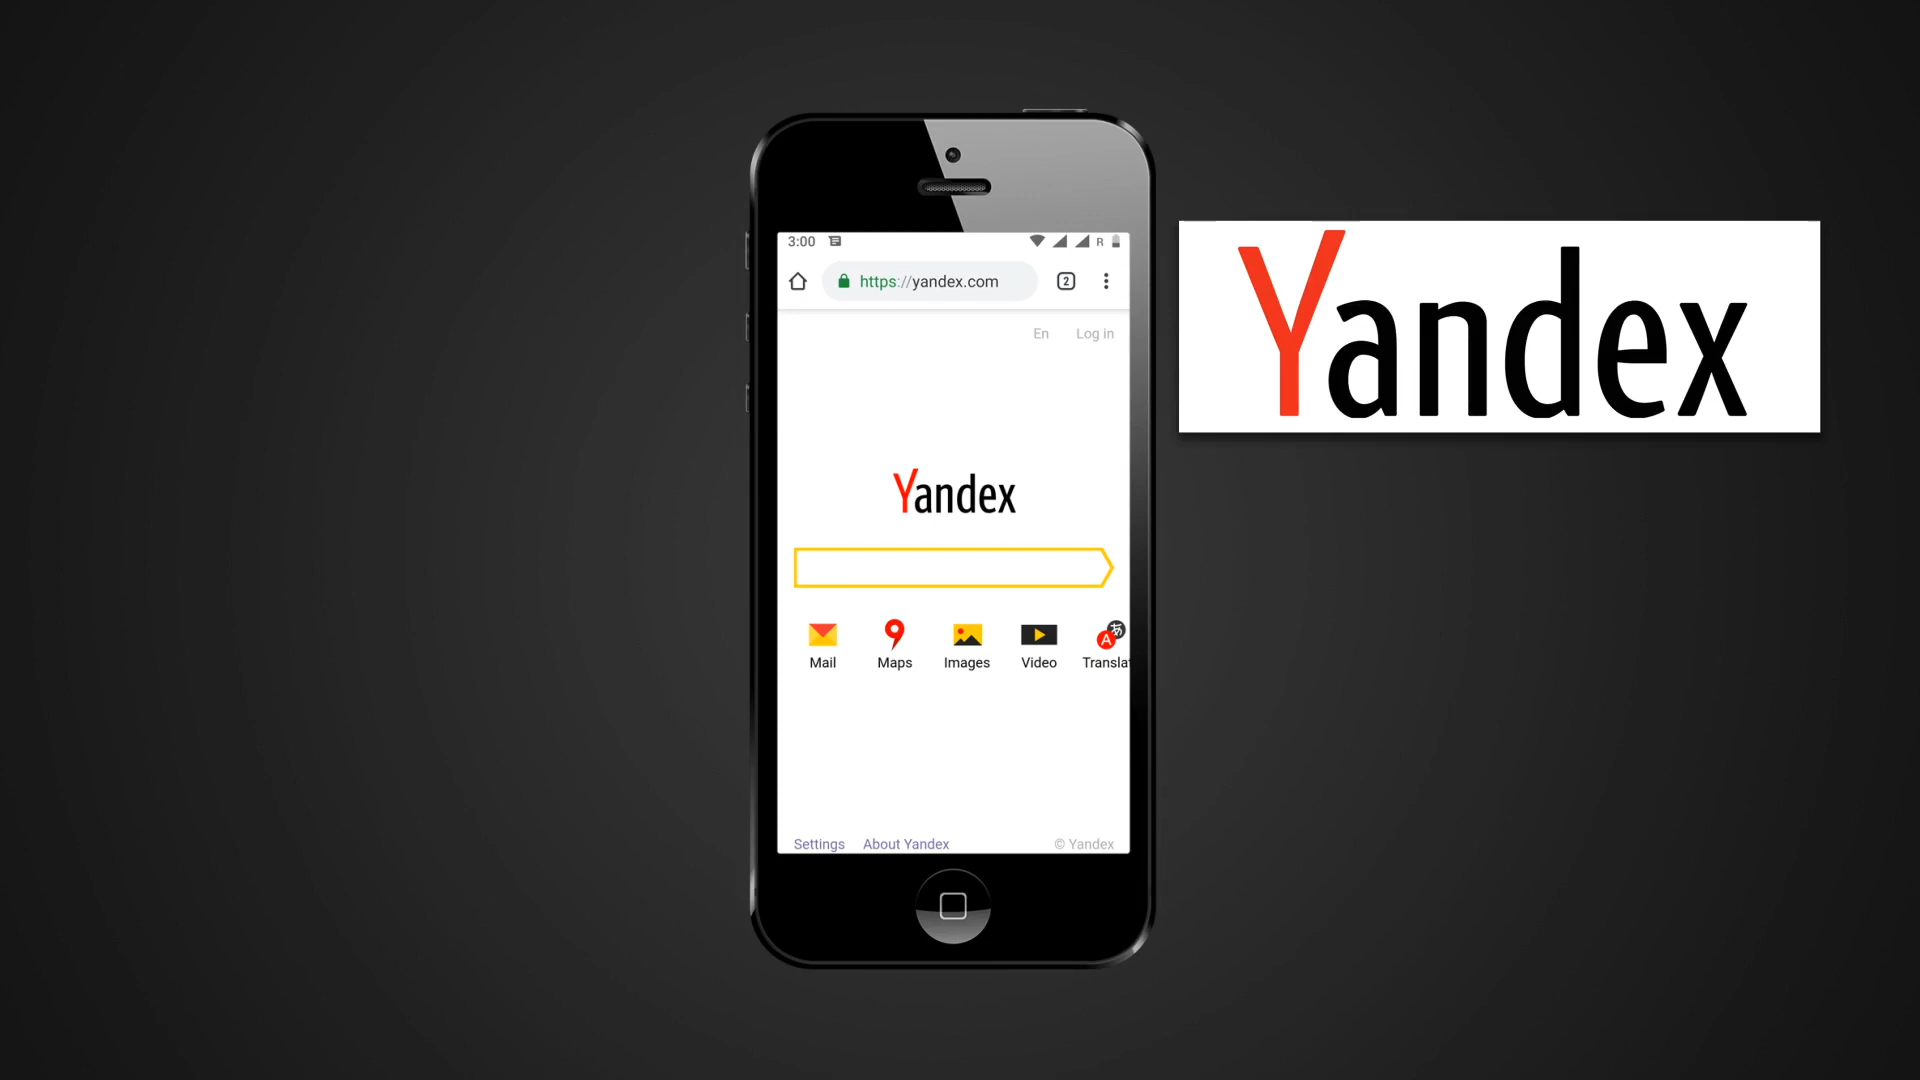 3:00 R
https://yandex.com 2
En Log in
Yandex
Yandex
Mail Maps Images Video Transla
Settings About Yandex © Yandex